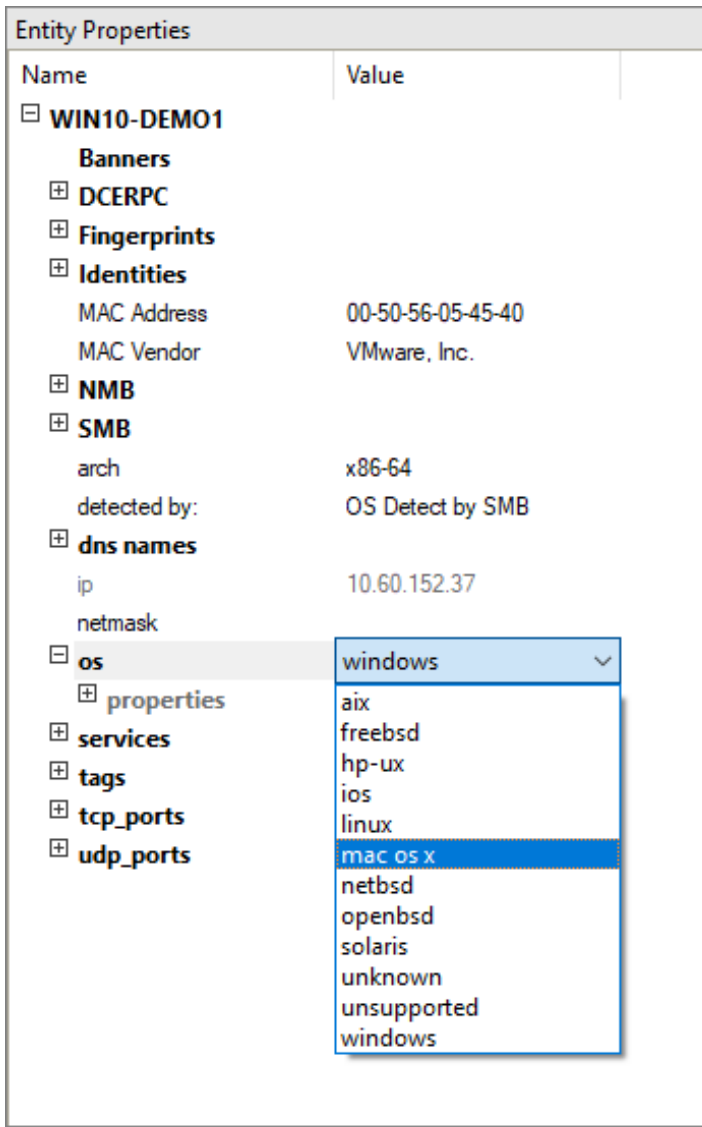 Entity Properties
Name Value
WIN10-DEMO1
Banners
DCERPC
Fingerprints
Identities
MAC Address 00-50-56-05-45-40
MAC Vendor VMware, Inc.
NMB
SMB
arch x86-64
detected by: OS Detect by SMB
dns names
ip 10.60.152.37
netmask
os windows
properties
services
tags
tcp_ports
udp_ports
aix
freebsd
hp-ux
ios
linux
mac os x
netbsd
openbsd
solaris
unknown
unsupported
windows